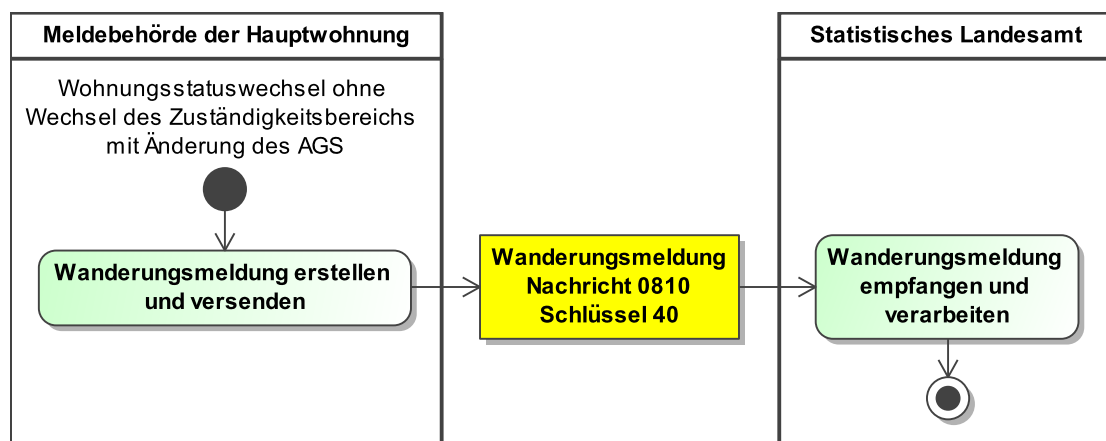 Meldebehörde der Hauptwohnung
Statistisches Landesamt
Wohnungsstatuswechsel ohne
Wechsel des Zuständigkeitsbereichs
mit Änderung des AGS
Wanderungsmeldung erstellen
und versenden
Wanderungsmeldung
Nachricht 0810
Schlüssel 40
Wanderungsmeldung
empfangen und
verarbeiten